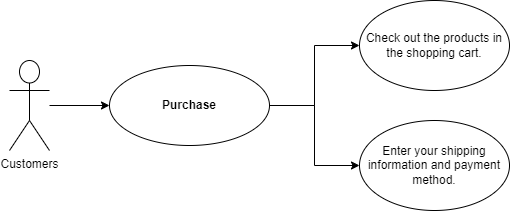 Check out the products in
the shopping cart.
Purchase
Customers
Enter your shipping
information and payment
method.